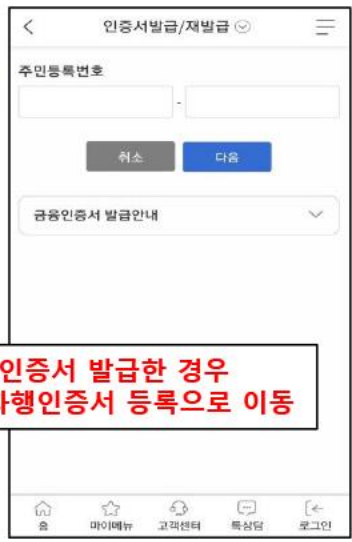 인증서발급/재발급
주민등록번호
-
취소 다음
금융인증서 발급안내
인증서 발급한 경우
행인증서 등록으로 이동
홈 마이메뉴 고객센터 톡상담 로그인